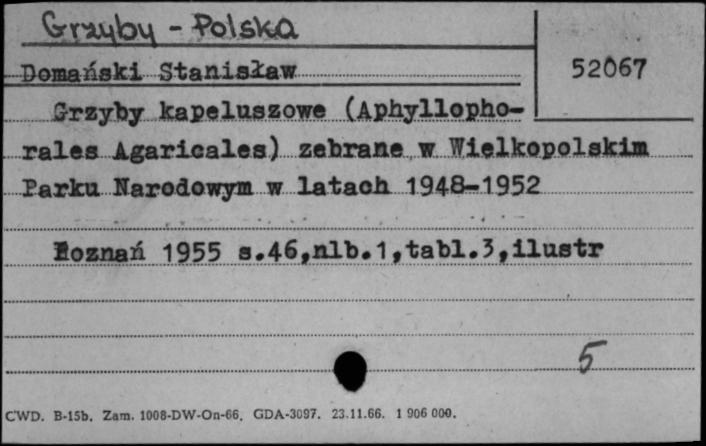 Grzyby - Polska
Domański Stanisław
52067
Grzyby kapeluszowe (Aphyllopho-
rales Agaricales) zebrane w Wielkopolskim
Parku Narodowym w latach 1948-1952
Poznań 1955 s.46,nlb.1,tabl.3,ilustr
5
CWD. B-15b. Zam. 1008-DW-On-66. GDA-3097. 23.11.66. 1 906 000.